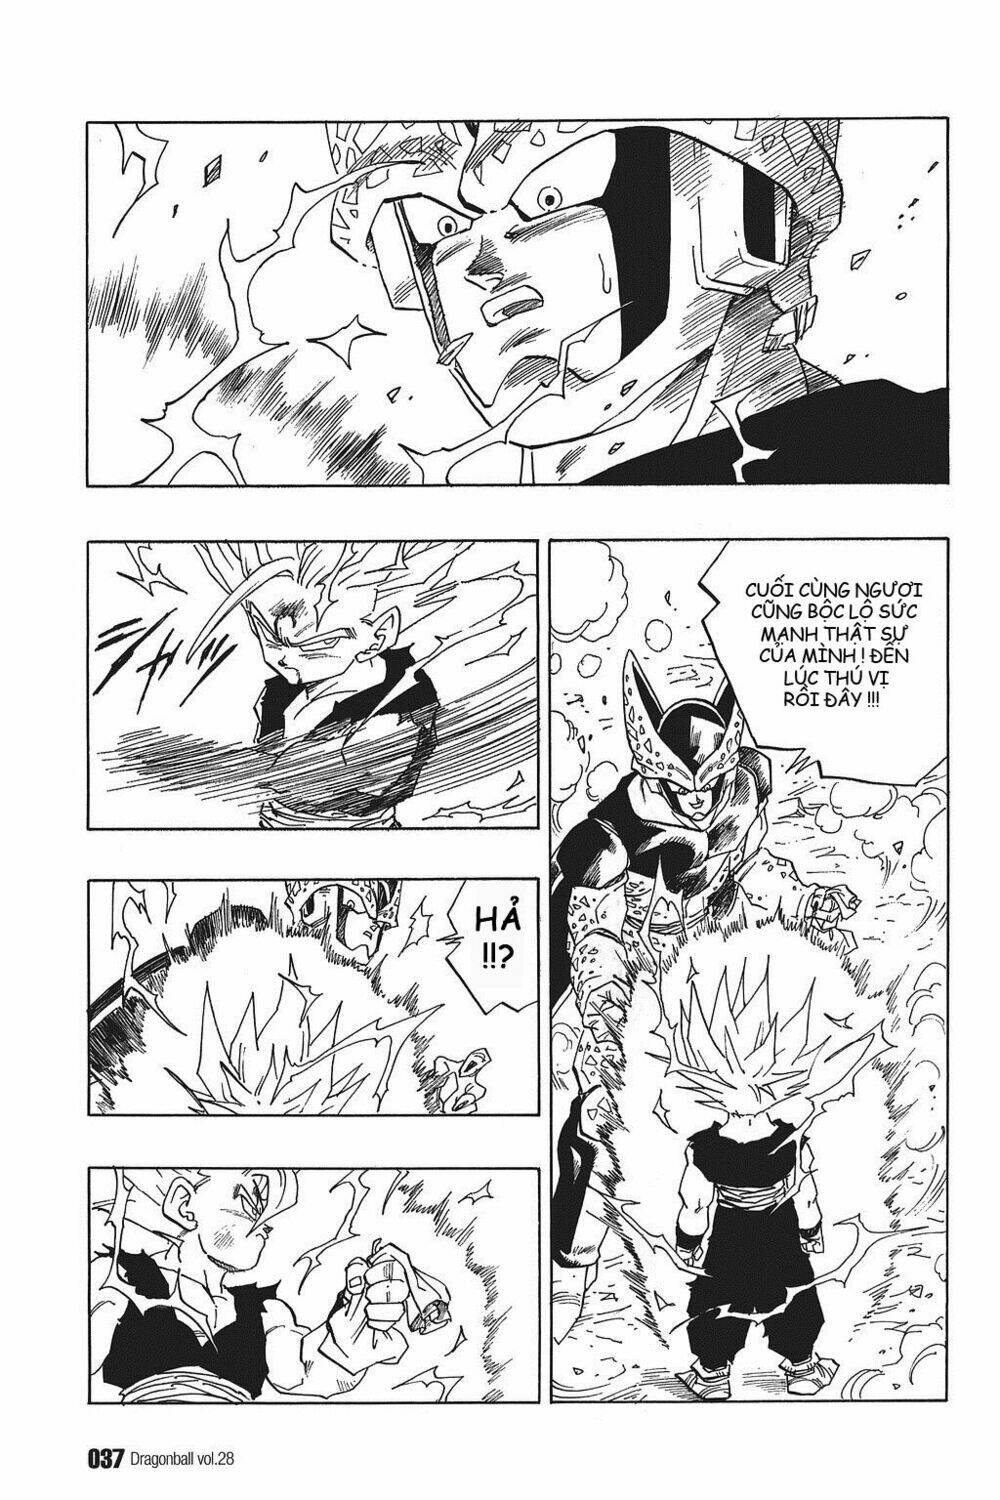 CUỐI CÙNG NGƯƠI
CŨNG BỘC LỘ SỨC
MẠNH THẬT SỰ
CỦA MÌNH ! ĐẾN
LÚC THÚ VỊ
RỒI ĐÂY !!!
HẢ
!!?
037 Dragonball vol.28